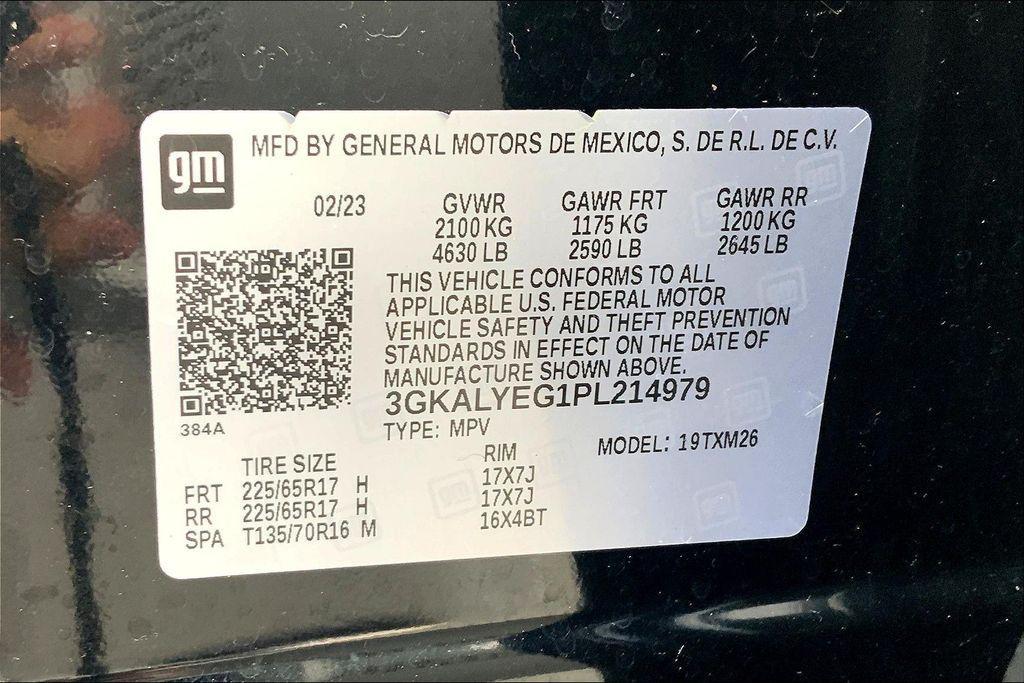 gm
MFD BY GENERAL MOTORS DE MEXICO, S. DE R.L. DE C.V.
02/23 GVWR GAWR FRT GAWR RR
2100 KG 1175 KG 1200 KG
4630 LB 2590 LB 2645 LB
THIS VEHICLE CONFORMS TO ALL
APPLICABLE U.S. FEDERAL MOTOR
VEHICLE SAFETY AND THEFT PREVENTION
STANDARDS IN EFFECT ON THE DATE OF
MANUFACTURE SHOWN ABOVE.
3GKALYEG1PL214979
384A
TYPE: MPV MODEL: 19TXM26
TIRE SIZE RIM
FRT 225/65R17 H 17X7J
RR 225/65R17 H 17X7J
SPA T135/70R16 M 16X4BT